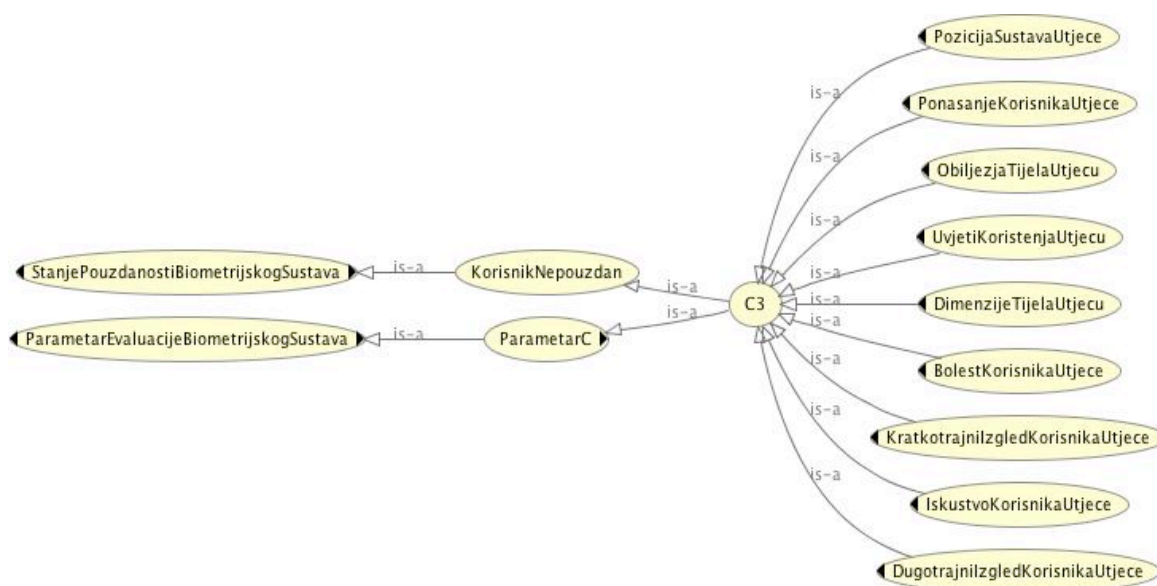 PozicijaSustavaUtjece
is-a
PonasanjeKorisnikaUtjece
is-a
ObiljezjaTijelaUtjecu
is-a
UvjetiKoristenjaUtjecu
is-a
StanjePouzdanostiBiometrijskogSustava
is-a
KorisnikNepouzdan
is-a
C3
is-a
DimenzijeTijelaUtjecu
is-a
is-a
ParametarEvaluacijeBiometrijskogSustava
is-a
ParametarC
BolestKorisnikaUtjece
is-a
KratkotrajniIzgledKorisnikaUtjece
is-a
IskustvoKorisnikaUtjece
is-a
DugotrajniIzgledKorisnikaUtjece